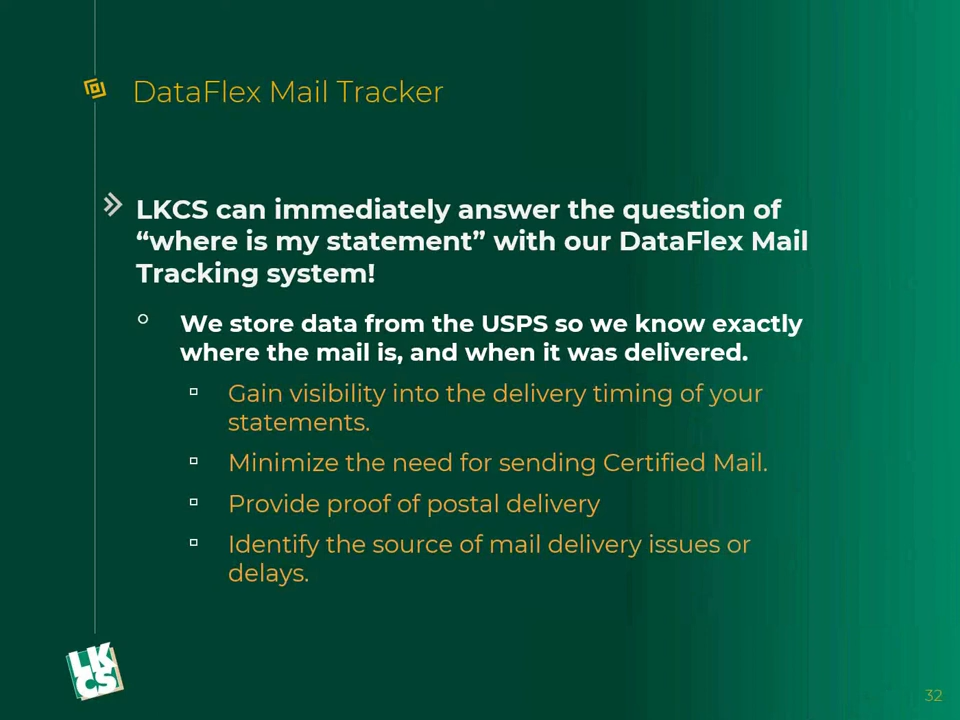 DataFlex Mail Tracker
LKCS can immediately answer the question of
“where is my statement” with our DataFlex Mail
Tracking system!
We store data from the USPS so we know exactly
where the mail is, and when it was delivered.
Gain visibility into the delivery timing of your
statements.
Minimize the need for sending Certified Mail.
Provide proof of postal delivery
Identify the source of mail delivery issues or
delays.
LK
CS
32